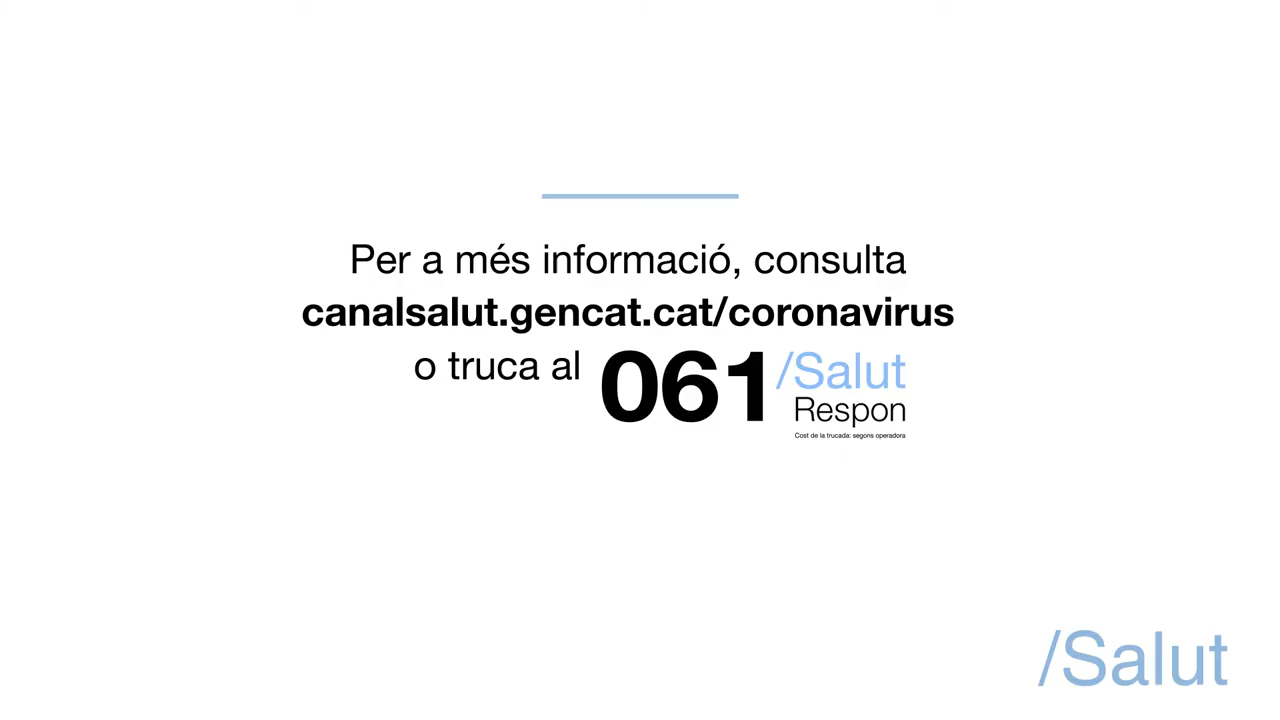 Per a més informació, consulta
canalsalut.gencat.cat/coronavirus
o truca al 061 /Salut
Respon
Cost de la trucada: segons operadora
/Salut